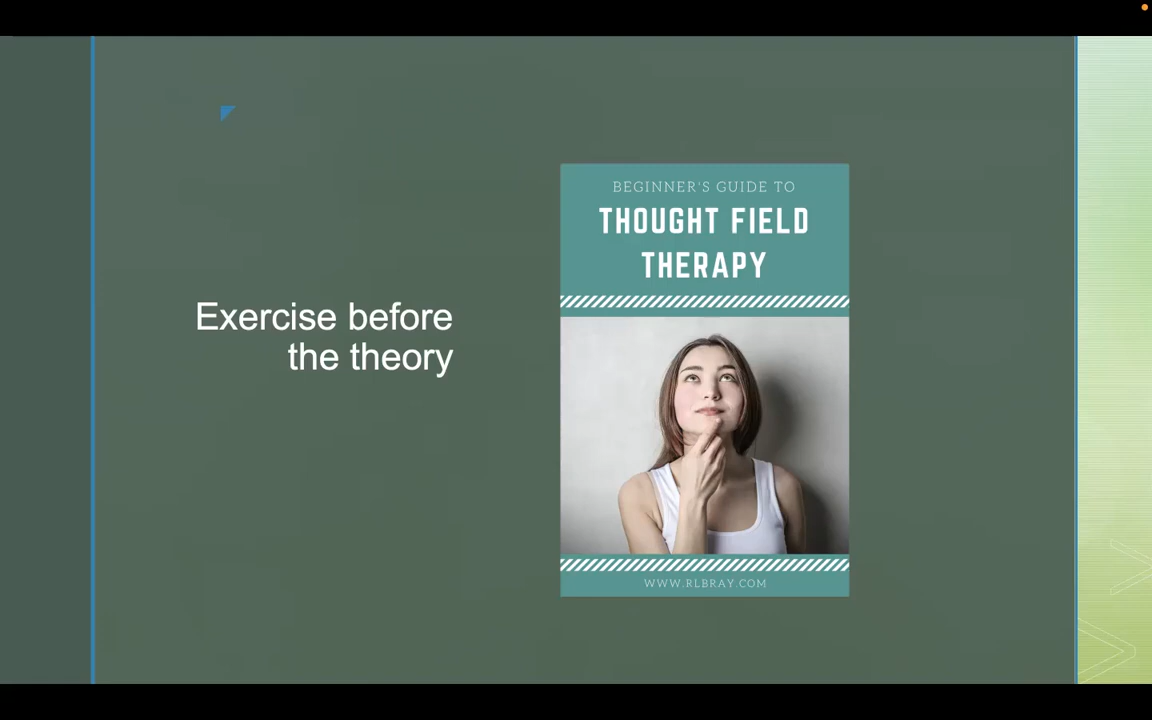 Exercise before
the theory
BEGINNER'S GUIDE TO
THOUGHT FIELD
THERAPY
WWW.RLBRAY.COM